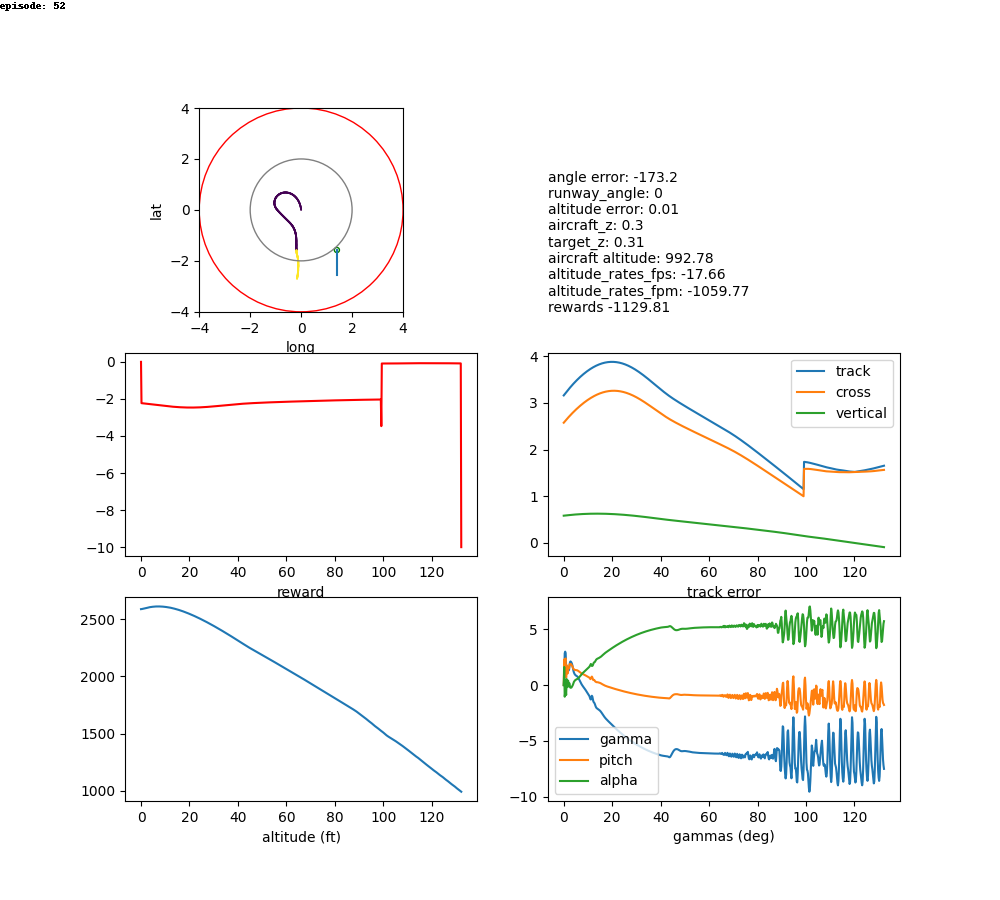 episode: 52
4
2
0
−2
−4
lat
−4 −2 0 2 4
long
angle error: -173.2
runway_angle: 0
altitude error: 0.01
aircraft_z: 0.3
target_z: 0.31
aircraft altitude: 992.78
altitude_rates_fps: -17.66
altitude_rates_fpm: -1059.77
rewards -1129.81
0
−2
−4
−6
−8
−10
0 20 40 60 80 100 120
reward
4
3
2
1
0
track
cross
vertical
0 20 40 60 80 100 120
track error
2500
2000
1500
1000
0 20 40 60 80 100 120
altitude (ft)
5
0
−5
−10
gamma
pitch
alpha
0 20 40 60 80 100 120
gammas (deg)